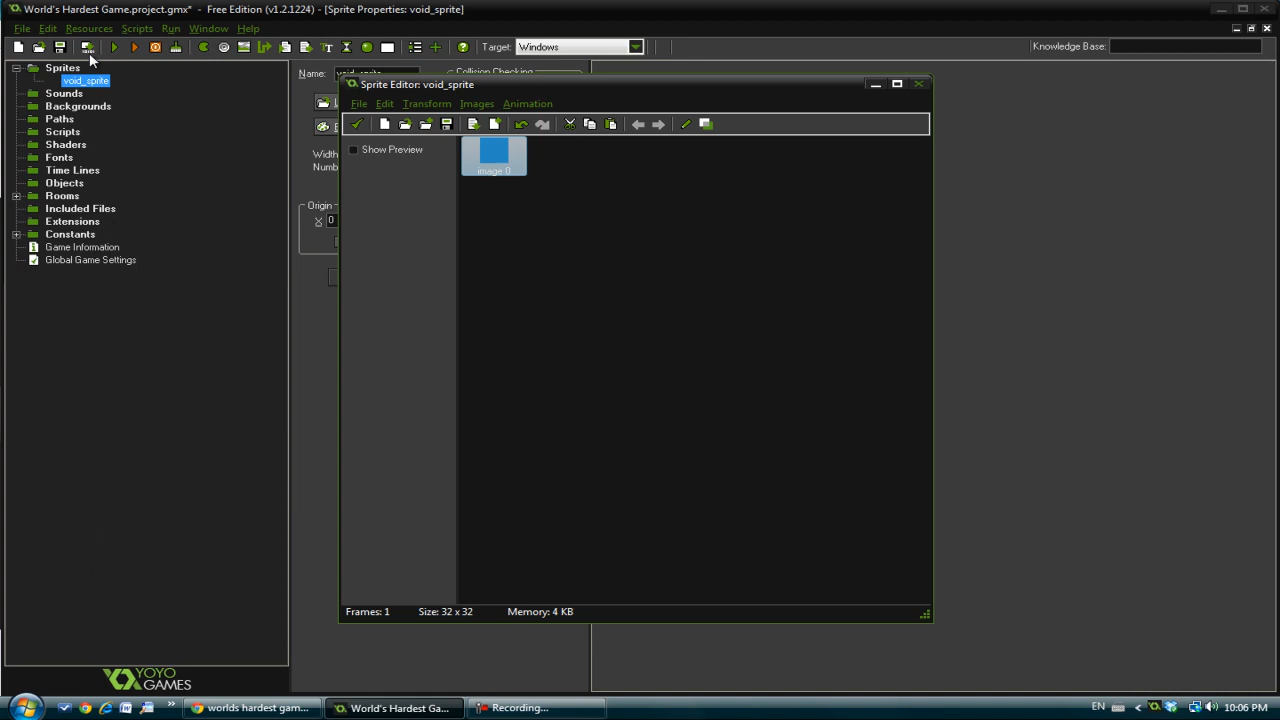 World's Hardest Game.project.gmx* - Free Edition (v1.2.1224) - [Sprite Properties: void_sprite]
File Edit Resources Scripts Run Window Help
Target: Windows Knowledge Base:
Sprites
void_sprite
Sounds
Backgrounds
Paths
Scripts
Shaders
Fonts
Time Lines
Objects
Rooms
Included Files
Extensions
Constants
Game Information
Global Game Settings
YOYO
GAMES
Name: void_sprite Collision Checking
Width
Numb
Origin
0
Sprite Editor: void_sprite
File Edit Transform Images Animation
Show Preview
image 0
Frames: 1 Size: 32 x 32 Memory: 4 KB
worlds hardest gam... World's Hardest Ga... Recording... EN 10:06 PM